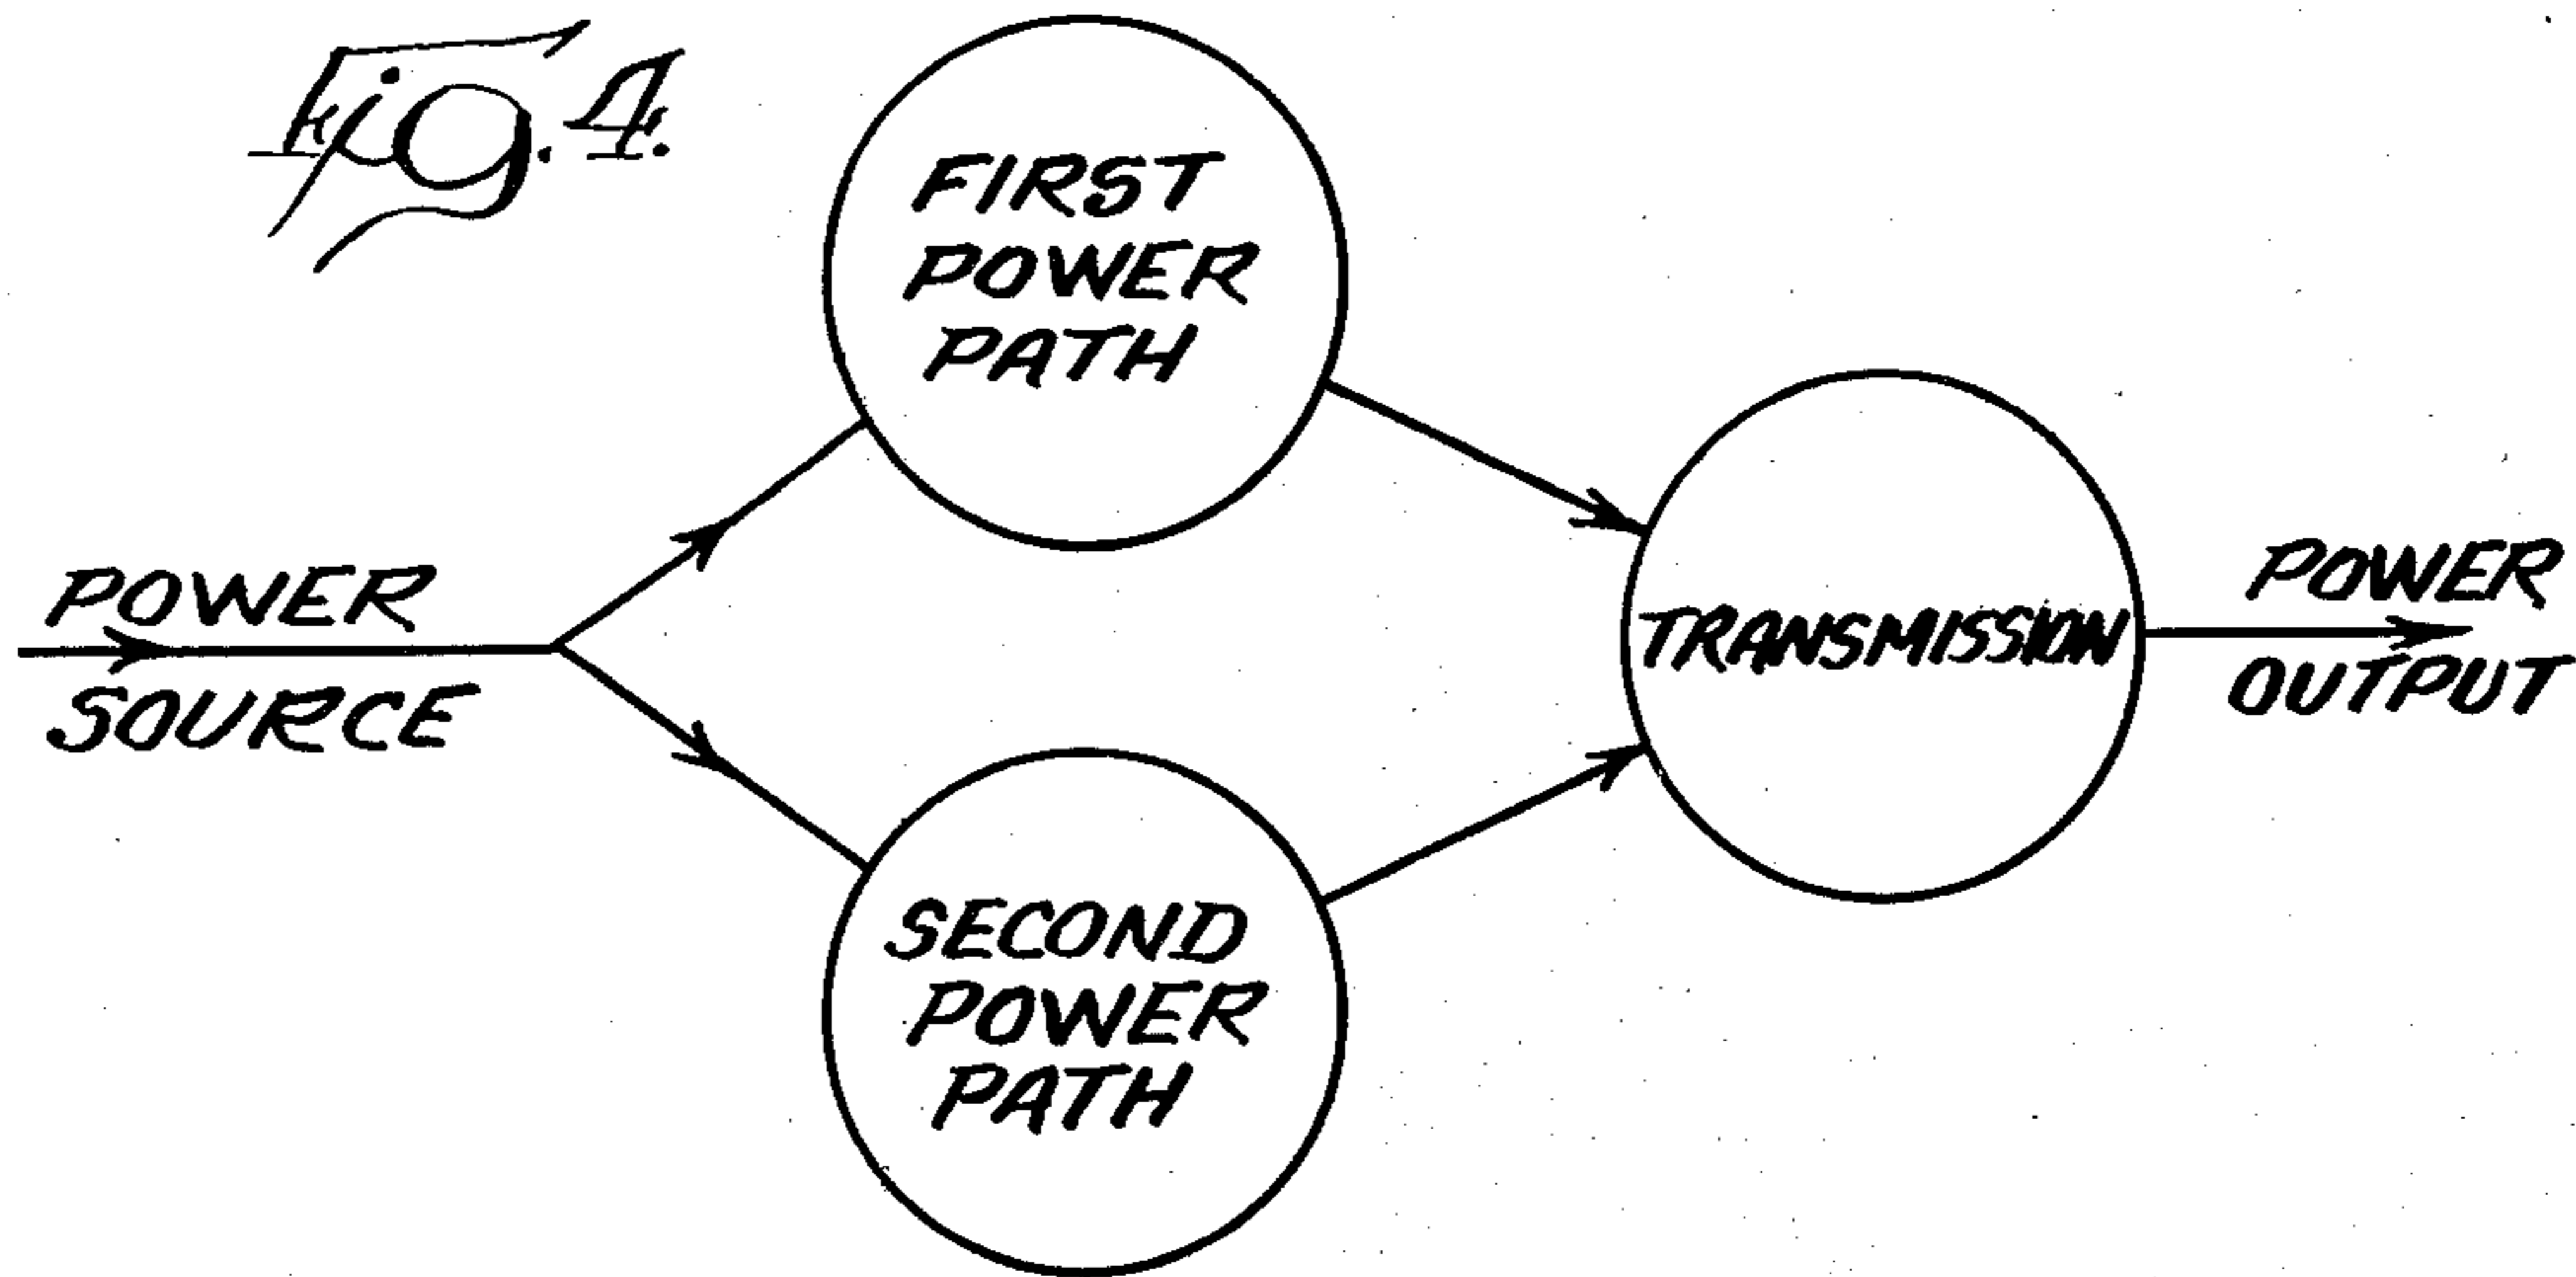 Fig. 4.
FIRST
POWER
PATH
POWER
SOURCE
TRANSMISSION
POWER
OUTPUT
SECOND
POWER
PATH